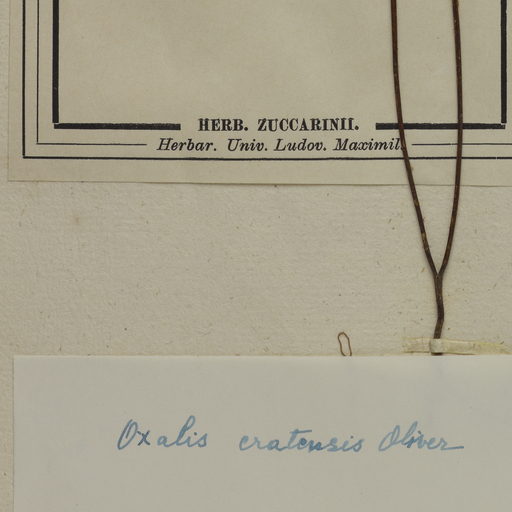 HERB. ZUCCARINII.
Herbar. Univ. Ludov. Maximil.
Oxalis cratensis Oliver